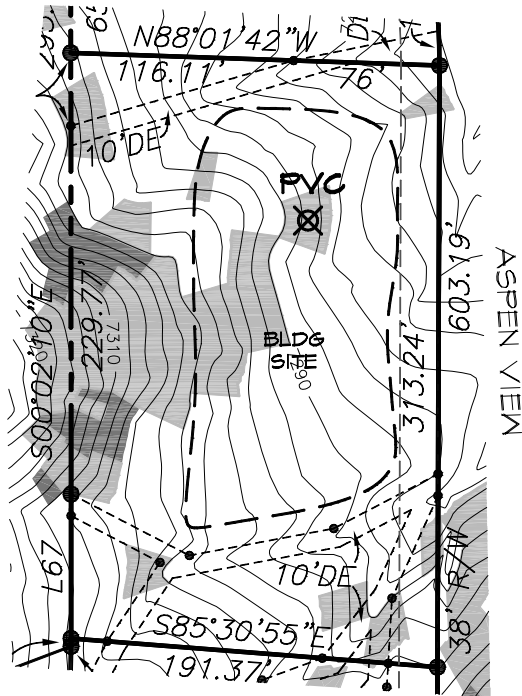 N88°01'42"W
116.11'
76'
10'DE
PVC
S00°02'40"E
229.77'
7310
603.19'
ASPEN VIEW
BLDG
SITE
313.24'
10'DE
L67
S85°30'55"E
191.37'
38' R/W